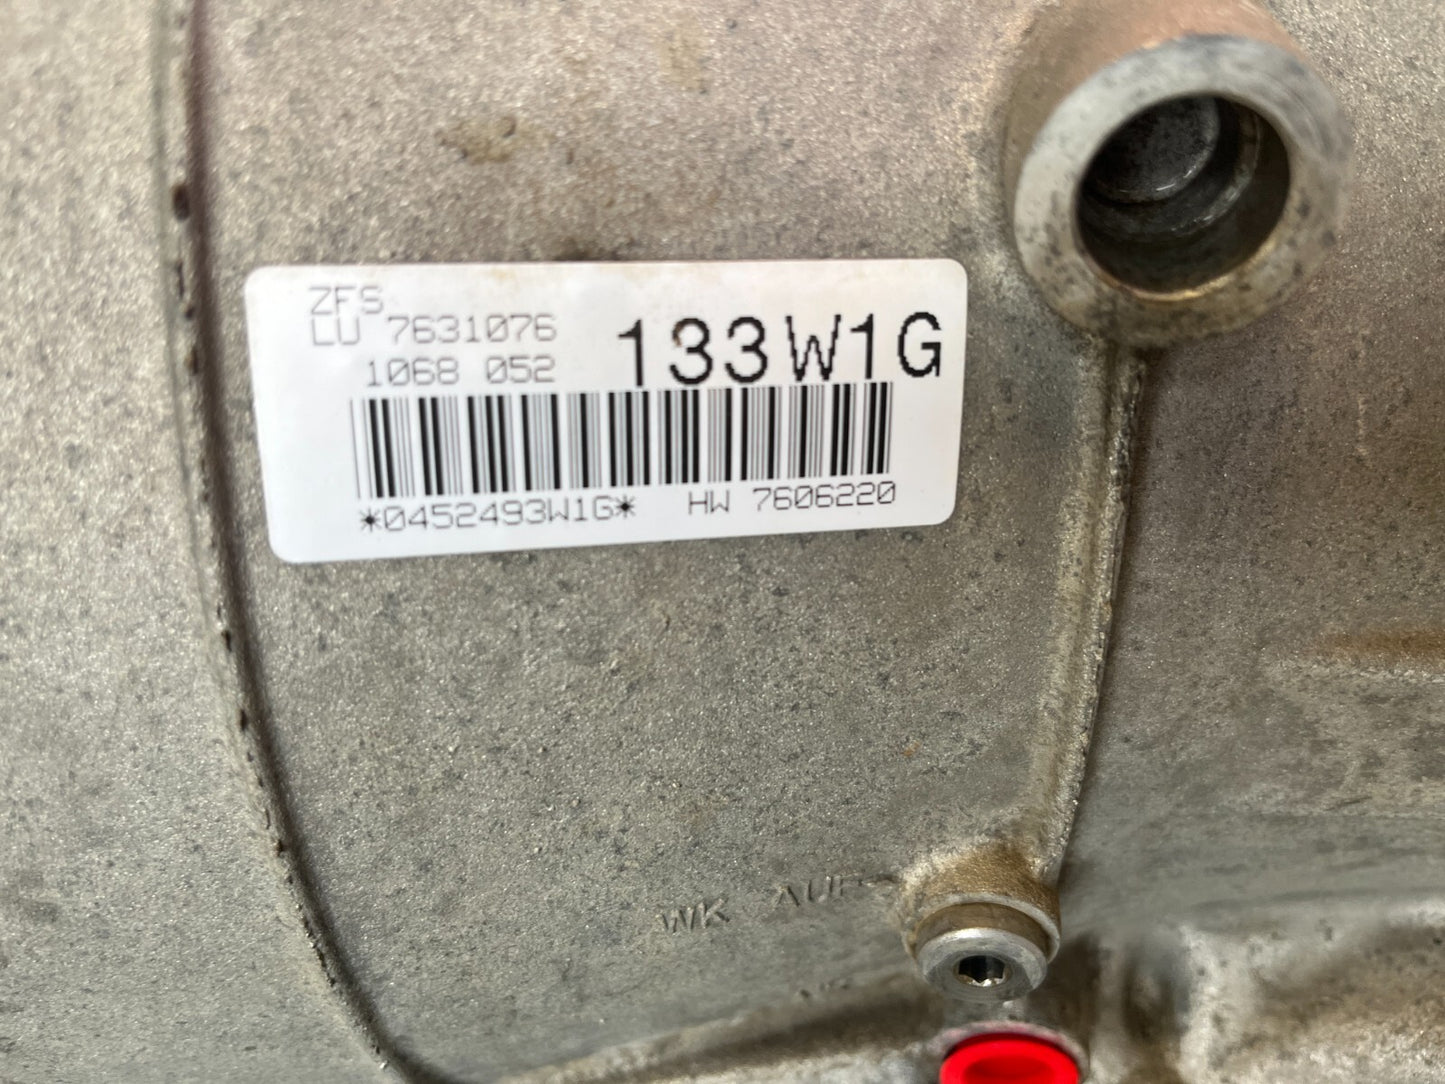 ZFS
LU 7631076
1068 052 133W1G
*0452493W1G* HW 7606220
WK